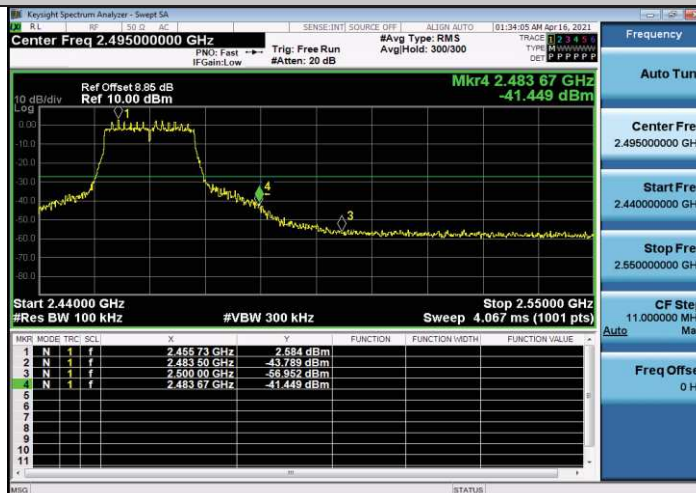 Keysight Spectrum Analyzer - Swept SA
RL RF 50 Ω AC SENSE:INT SOURCE OFF ALIGN AUTO 01:34:05 AM Apr 16, 2021
Center Freq 2.495000000 GHz
PNO: Fast
IFGain:Low
Trig: Free Run
#Atten: 20 dB
#Avg Type: RMS
Avg|Hold: 300/300
TRACE 1 2 3 4 5 6
TYPE M W W W W W
DET P P P P P P
Ref Offset 8.85 dB
10 dB/div Ref 10.00 dBm
Log
Mkr4 2.483 67 GHz
-41.449 dBm
0.00
-10.0
-20.0
-30.0
-40.0
-50.0
-60.0
-70.0
-80.0
1
4
3
Start 2.44000 GHz Stop 2.55000 GHz
#Res BW 100 kHz #VBW 300 kHz Sweep 4.067 ms (1001 pts)
MKR MODE TRC SCL X Y FUNCTION FUNCTION WIDTH FUNCTION VALUE
1 N 1 f 2.455 73 GHz 2.584 dBm
2 N 1 f 2.483 50 GHz -43.789 dBm
3 N 1 f 2.500 00 GHz -56.952 dBm
4 N 1 f 2.483 67 GHz -41.449 dBm
5
6
7
8
9
10
11
MSG STATUS
Frequency
Auto Tun
Center Fre
2.495000000 GH
Start Fre
2.440000000 GH
Stop Fre
2.550000000 GH
CF Ste
11.000000 MH
Auto Ma
Freq Offse
0 H